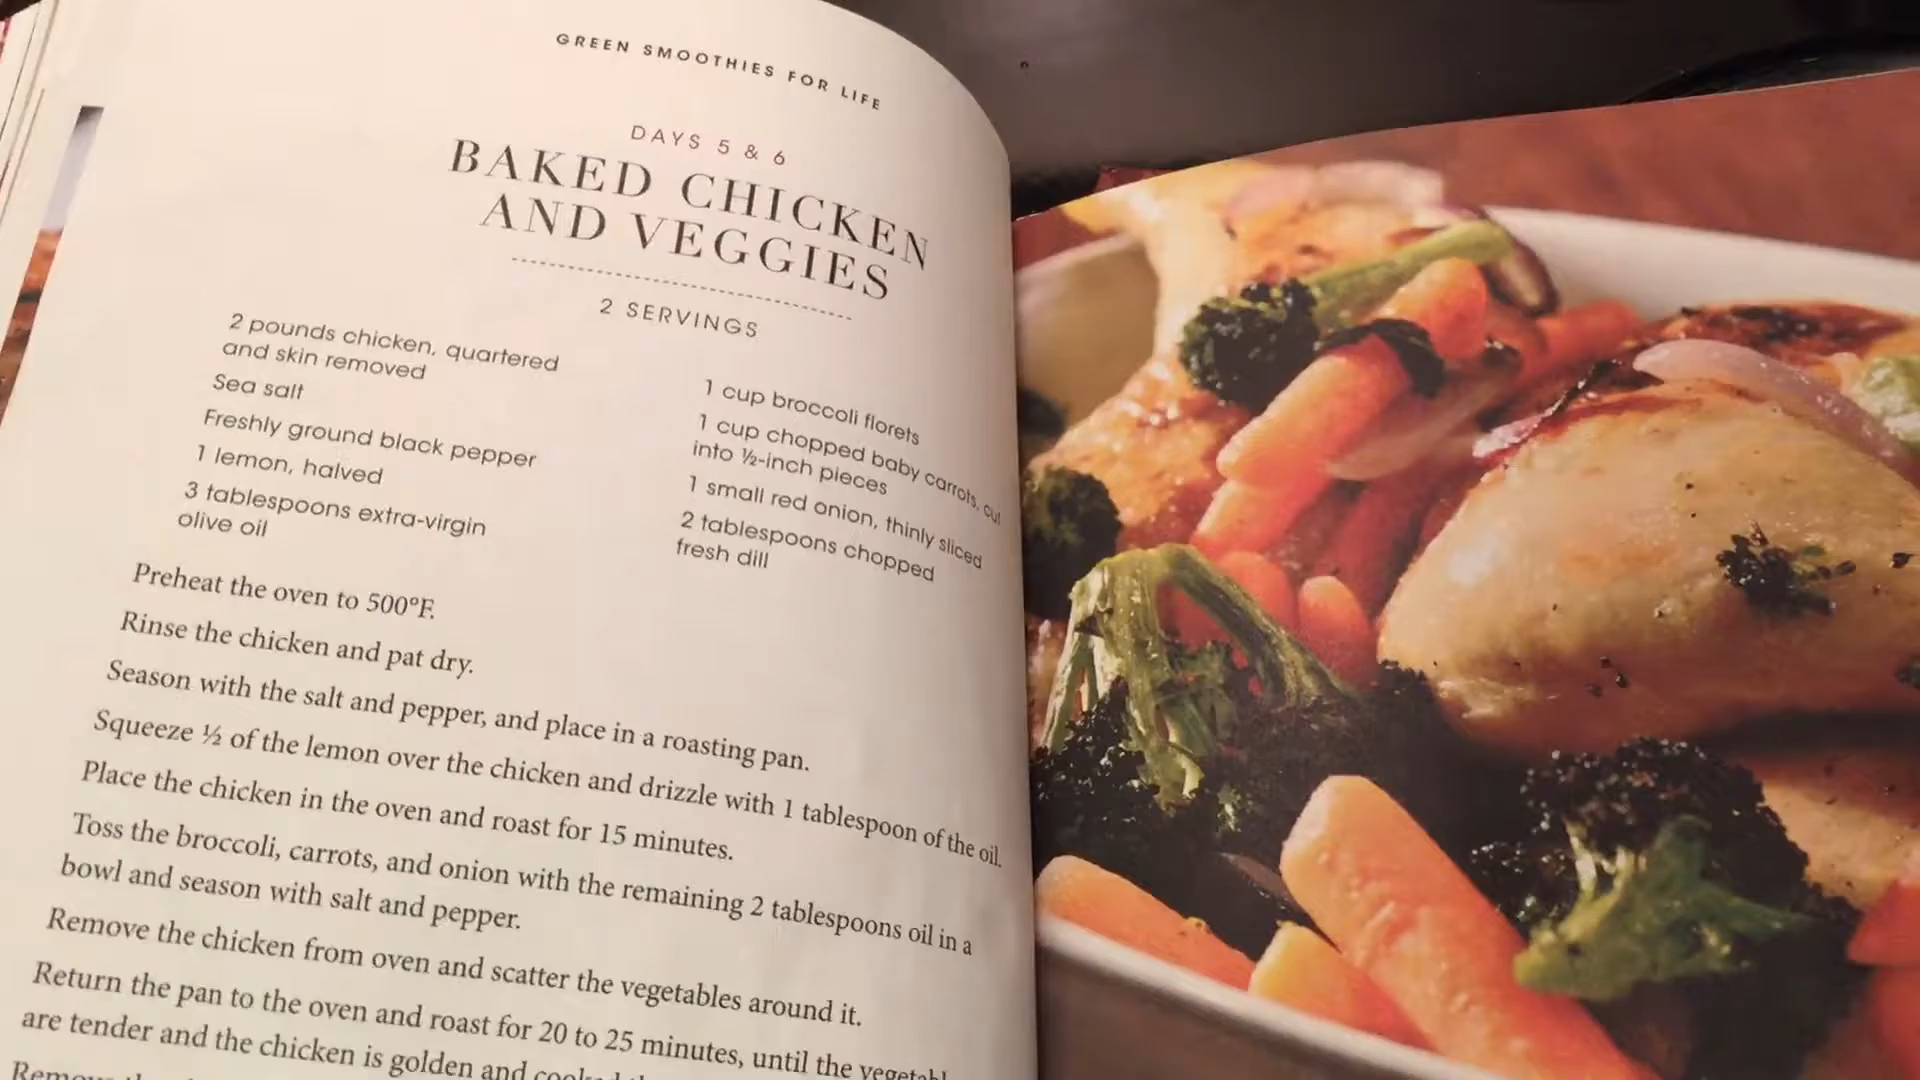 GREEN SMOOTHIES FOR LIFE
DAYS 5 & 6
BAKED CHICKEN
AND VEGGIES
2 SERVINGS
2 pounds chicken, quartered
and skin removed
Sea salt
Freshly ground black pepper
1 lemon, halved
3 tablespoons extra-virgin
olive oil
1 cup broccoli florets
1 cup chopped baby carrots, cut
into ½-inch pieces
1 small red onion, thinly sliced
2 tablespoons chopped
fresh dill
Preheat the oven to 500°F.
Rinse the chicken and pat dry.
Season with the salt and pepper, and place in a roasting pan.
Squeeze ½ of the lemon over the chicken and drizzle with 1 tablespoon of the oil.
Place the chicken in the oven and roast for 15 minutes.
Toss the broccoli, carrots, and onion with the remaining 2 tablespoons oil in a
bowl and season with salt and pepper.
Remove the chicken from oven and scatter the vegetables around it.
Return the pan to the oven and roast for 20 to 25 minutes, until the
are tender and the chicken is golden and